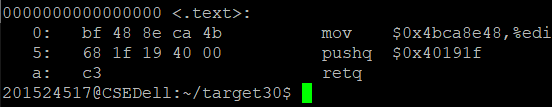 0000000000000000 <.text>:
0: bf 48 8e ca 4b mov $0x4bca8e48,%edi
5: 68 1f 19 40 00 pushq $0x40191f
a: c3 retq
201524517@CSEDell:~/target30$